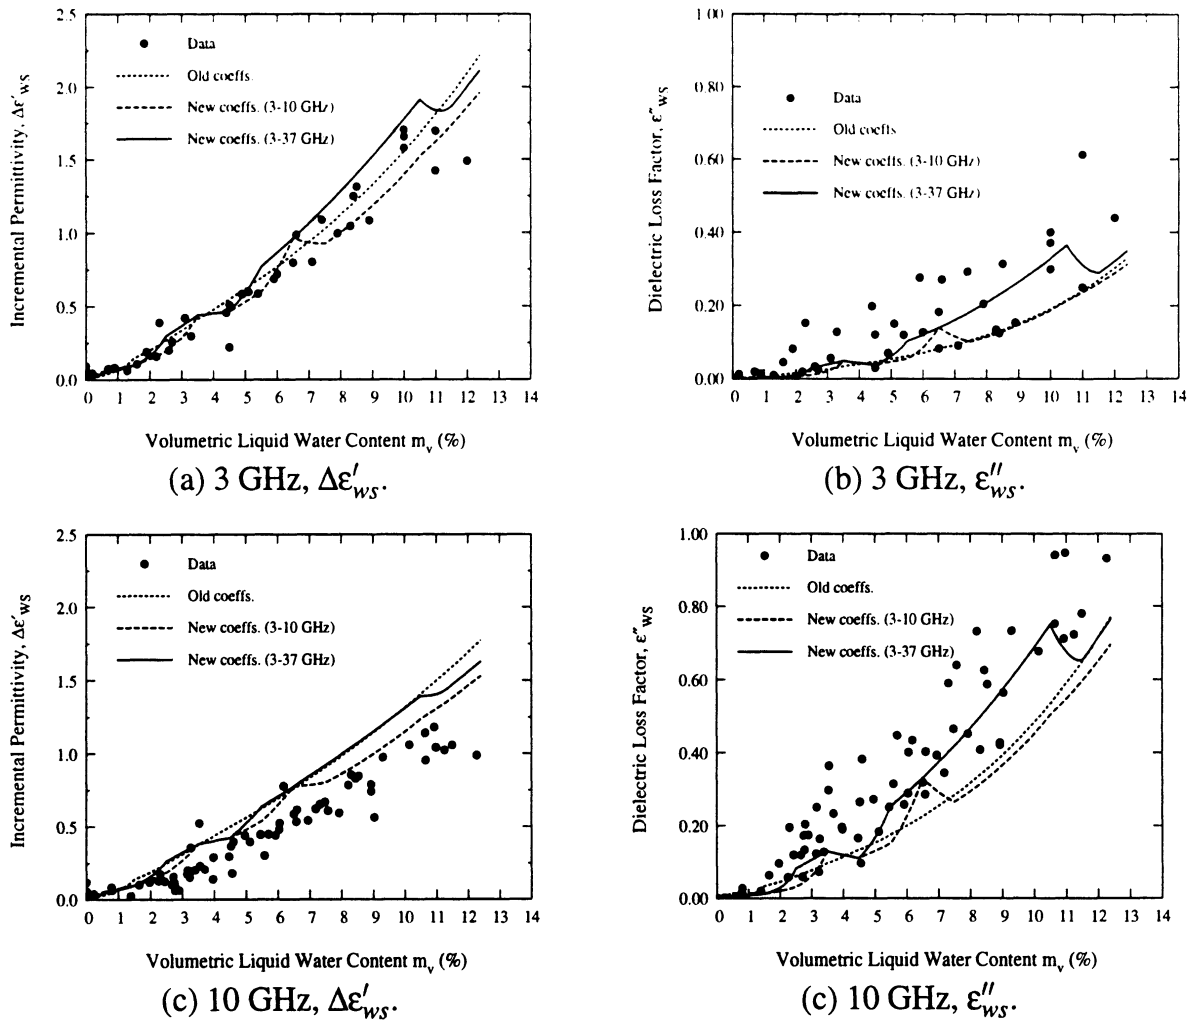 2.5
2.0
1.5
1.0
0.5
0.0
Incremental Permittivity, Δε′WS
Data
Old coeffs.
New coeffs. (3-10 GHz)
New coeffs. (3-37 GHz)
0 1 2 3 4 5 6 7 8 9 10 11 12 13 14
Volumetric Liquid Water Content mv (%)
(a) 3 GHz, Δε′ws.
1.00
0.80
0.60
0.40
0.20
0.00
Dielectric Loss Factor, ε″WS
Data
Old coeffs
New coeffs. (3-10 GHz)
New coeffs. (3-37 GHz)
0 1 2 3 4 5 6 7 8 9 10 11 12 13 14
Volumetric Liquid Water Content mv (%)
(b) 3 GHz, ε″ws.
2.5
2.0
1.5
1.0
0.5
0.0
Incremental Permittivity, Δε′WS
Data
Old coeffs.
New coeffs. (3-10 GHz)
New coeffs. (3-37 GHz)
0 1 2 3 4 5 6 7 8 9 10 11 12 13 14
Volumetric Liquid Water Content mv (%)
(c) 10 GHz, Δε′ws.
1.00
0.80
0.60
0.40
0.20
0.00
Dielectric Loss Factor, ε″WS
Data
Old coeffs.
New coeffs. (3-10 GHz)
New coeffs. (3-37 GHz)
0 1 2 3 4 5 6 7 8 9 10 11 12 13 14
Volumetric Liquid Water Content mv (%)
(c) 10 GHz, ε″ws.